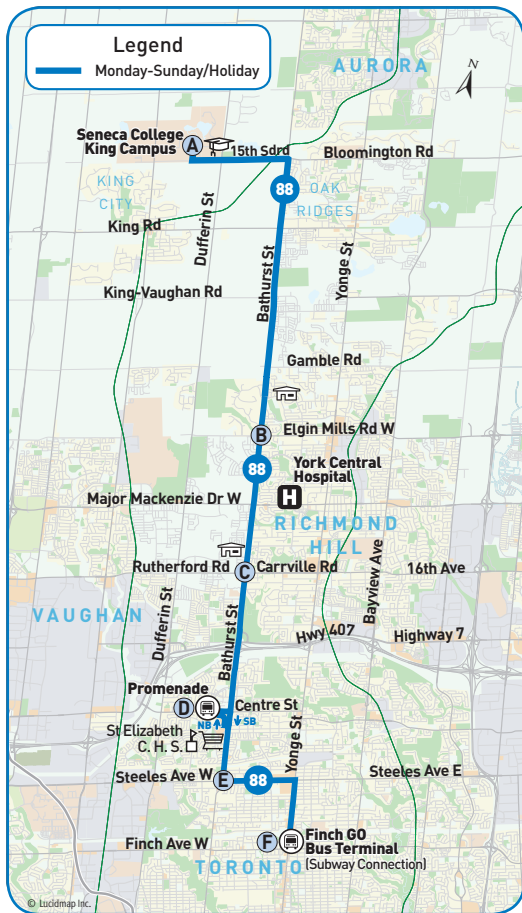 Legend
Monday-Sunday/Holiday
AURORA
N
Seneca College
King Campus
A
15th Sdrd
Bloomington Rd
KING
CITY
88
OAK
RIDGES
King Rd
Dufferin St
Bathurst St
Yonge St
King-Vaughan Rd
Gamble Rd
B
Elgin Mills Rd W
88
York Central
Hospital
H
Major Mackenzie Dr W
RICHMOND
HILL
Rutherford Rd
C
Carrville Rd
16th Ave
Bayview Ave
VAUGHAN
Dufferin St
Bathurst St
Hwy 407
Highway 7
Promenade
D
Centre St
NB
SB
St Elizabeth
C. H. S.
Yonge St
Steeles Ave W
E
88
Steeles Ave E
Finch Ave W
F
Finch GO
Bus Terminal
(Subway Connection)
TORONTO
© Lucidmap Inc.